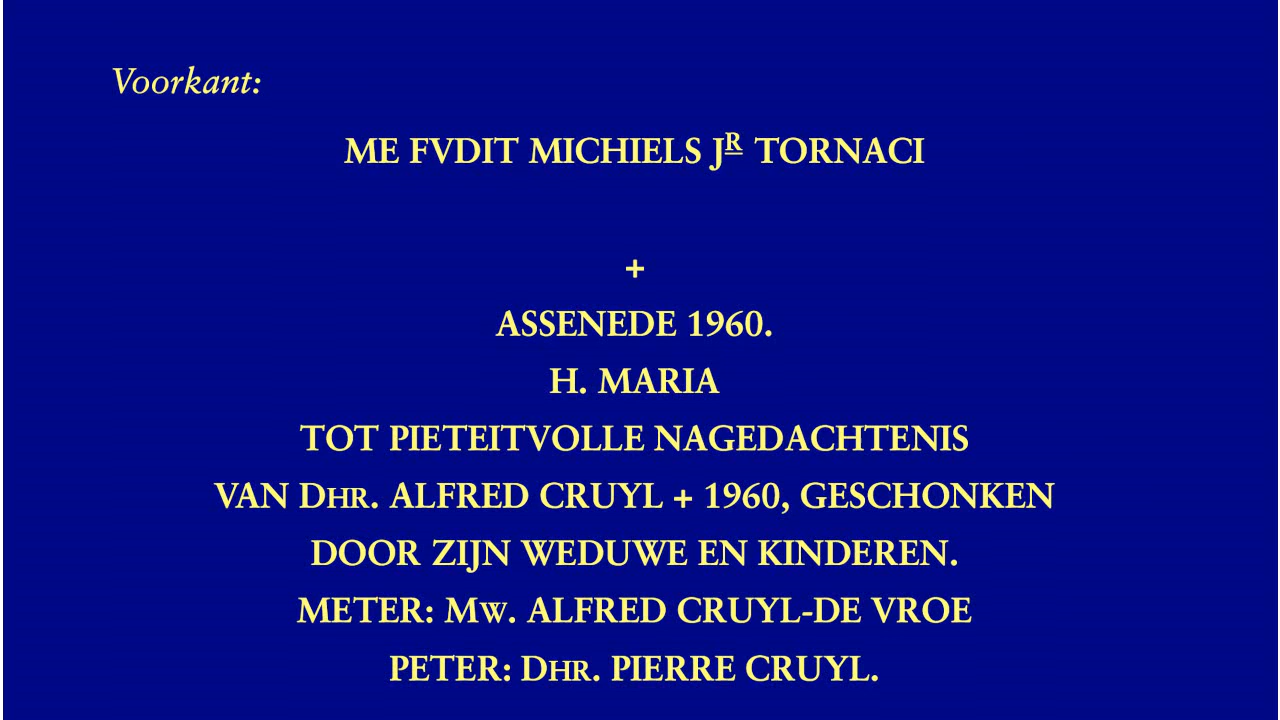 Voorkant:
ME FVDIT MICHIELS Jᴿ TORNACI
+
ASSENEDE 1960.
H. MARIA
TOT PIETEITVOLLE NAGEDACHTENIS
VAN DHR. ALFRED CRUYL + 1960, GESCHONKEN
DOOR ZIJN WEDUWE EN KINDEREN.
METER: MW. ALFRED CRUYL-DE VROE
PETER: DHR. PIERRE CRUYL.